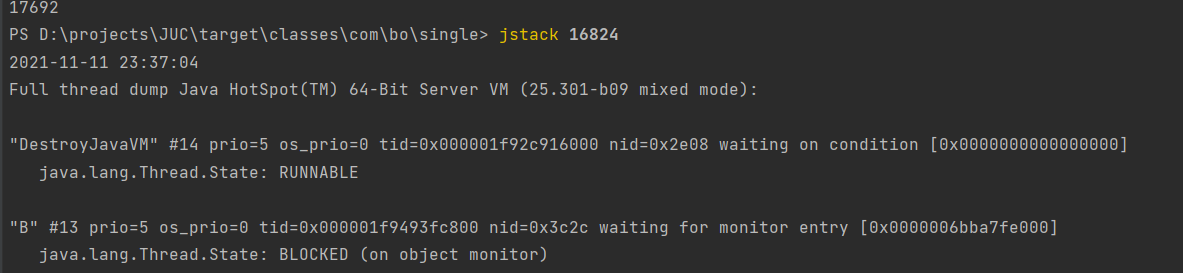 17692
PS D:\projects\JUC\target\classes\com\bo\single> jstack 16824
2021-11-11 23:37:04
Full thread dump Java HotSpot(TM) 64-Bit Server VM (25.301-b09 mixed mode):
"DestroyJavaVM" #14 prio=5 os_prio=0 tid=0x000001f92c916000 nid=0x2e08 waiting on condition [0x0000000000000000]
java.lang.Thread.State: RUNNABLE
"B" #13 prio=5 os_prio=0 tid=0x000001f9493fc800 nid=0x3c2c waiting for monitor entry [0x0000006bba7fe000]
java.lang.Thread.State: BLOCKED (on object monitor)